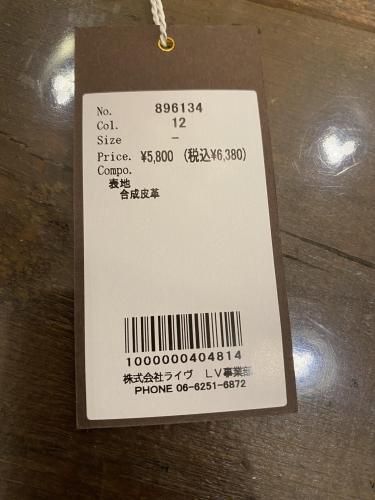 No. 896134
Col. 12
Size －
Price. ¥5,800 (税込¥6,380)
Compo.
表地
合成皮革
1000000404814
株式会社ライヴ　ＬＶ事業部
PHONE 06-6251-6872